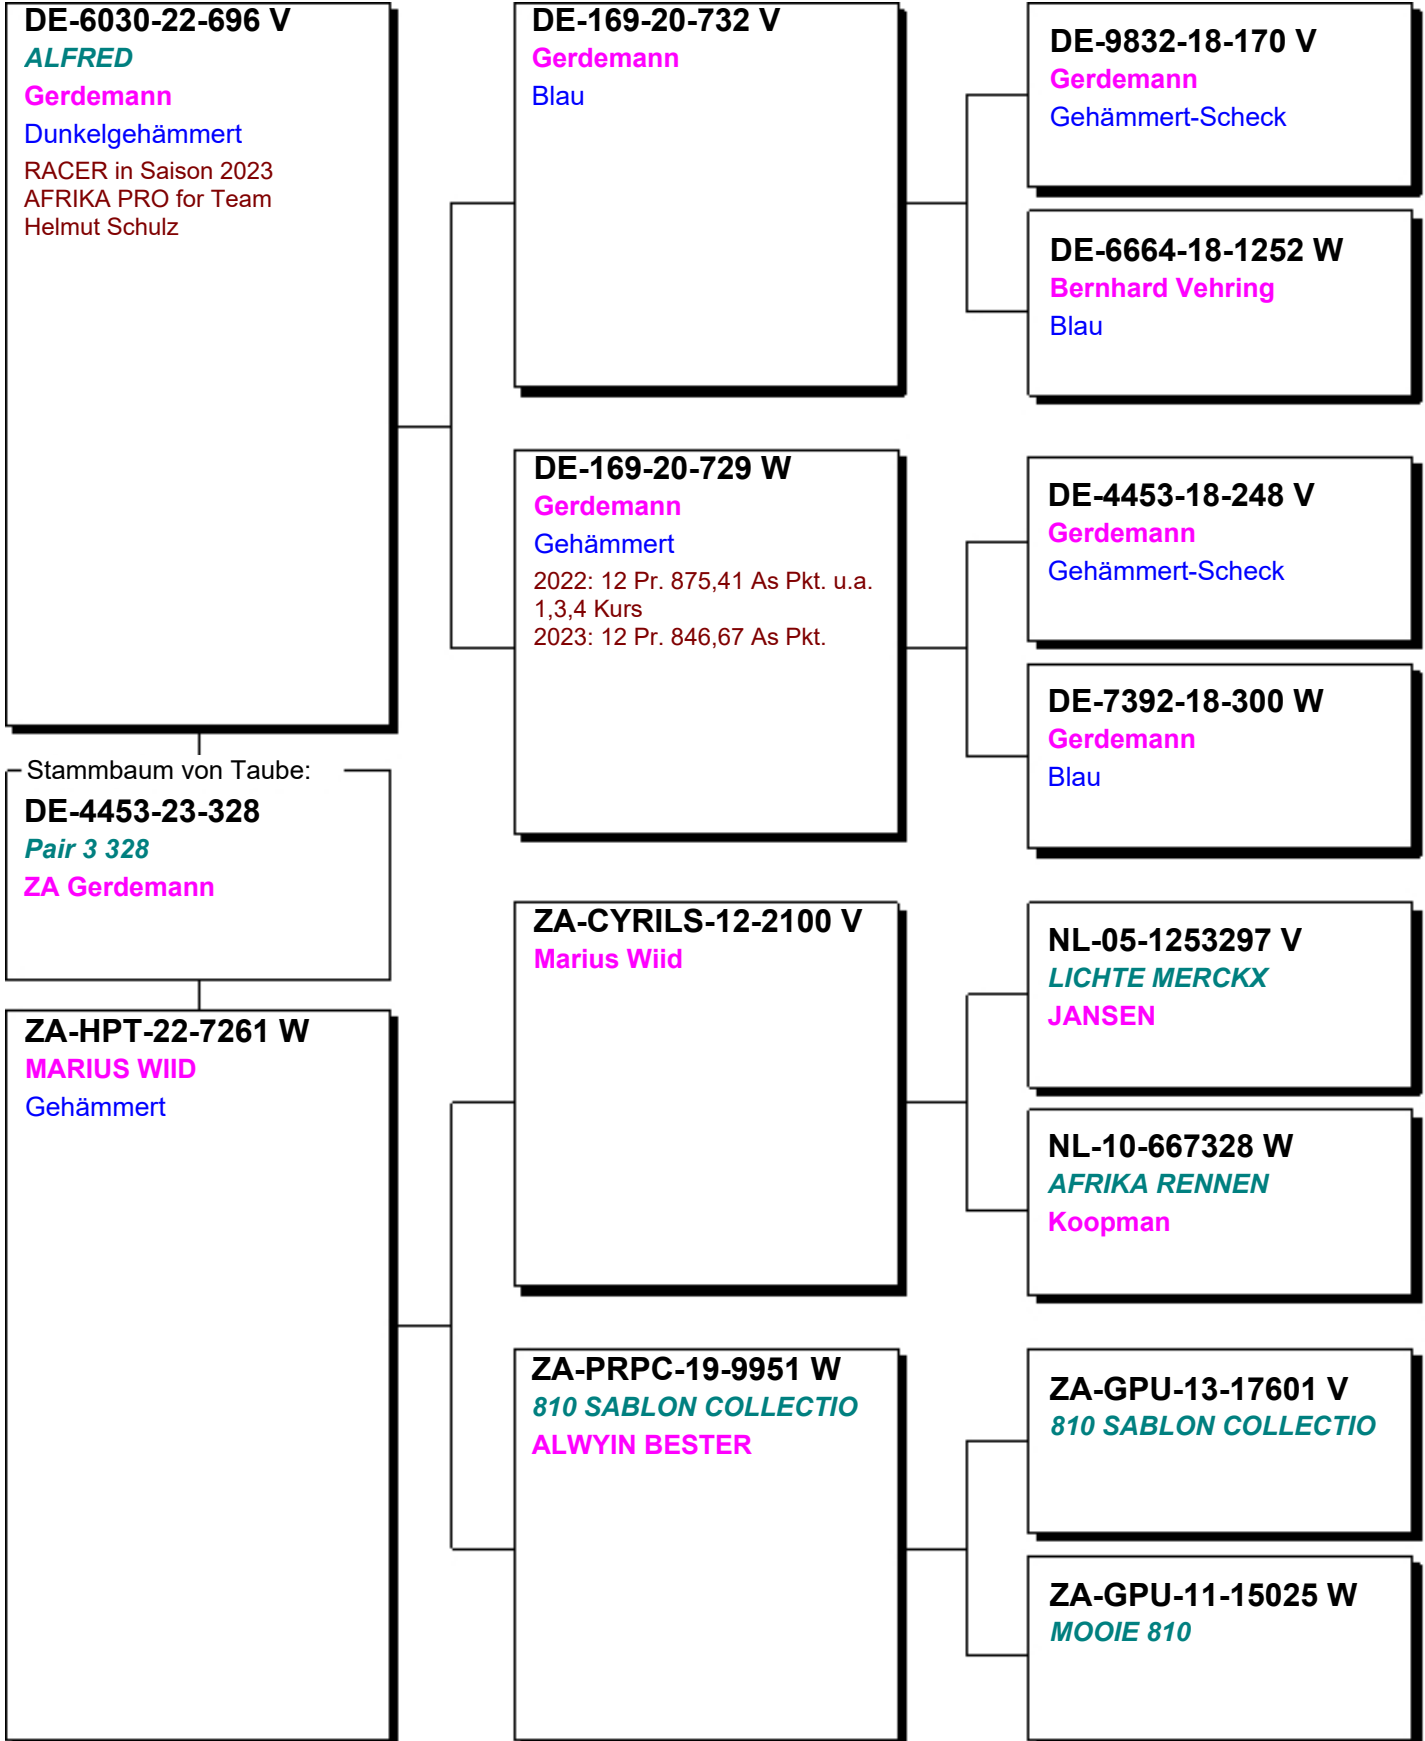 DE-6030-22-696 V
ALFRED
Gerdemann
Dunkelgehämmert
RACER in Saison 2023
AFRIKA PRO for Team
Helmut Schulz
Stammbaum von Taube:
DE-4453-23-328
Pair 3 328
ZA Gerdemann
ZA-HPT-22-7261 W
MARIUS WIID
Gehämmert
DE-169-20-732 V
Gerdemann
Blau
DE-169-20-729 W
Gerdemann
Gehämmert
2022: 12 Pr. 875,41 As Pkt. u.a.
1,3,4 Kurs
2023: 12 Pr. 846,67 As Pkt.
ZA-CYRILS-12-2100 V
Marius Wiid
ZA-PRPC-19-9951 W
810 SABLON COLLECTIO
ALWYIN BESTER
DE-9832-18-170 V
Gerdemann
Gehämmert-Scheck
DE-6664-18-1252 W
Bernhard Vehring
Blau
DE-4453-18-248 V
Gerdemann
Gehämmert-Scheck
DE-7392-18-300 W
Gerdemann
Blau
NL-05-1253297 V
LICHTE MERCKX
JANSEN
NL-10-667328 W
AFRIKA RENNEN
Koopman
ZA-GPU-13-17601 V
810 SABLON COLLECTIO
ZA-GPU-11-15025 W
MOOIE 810